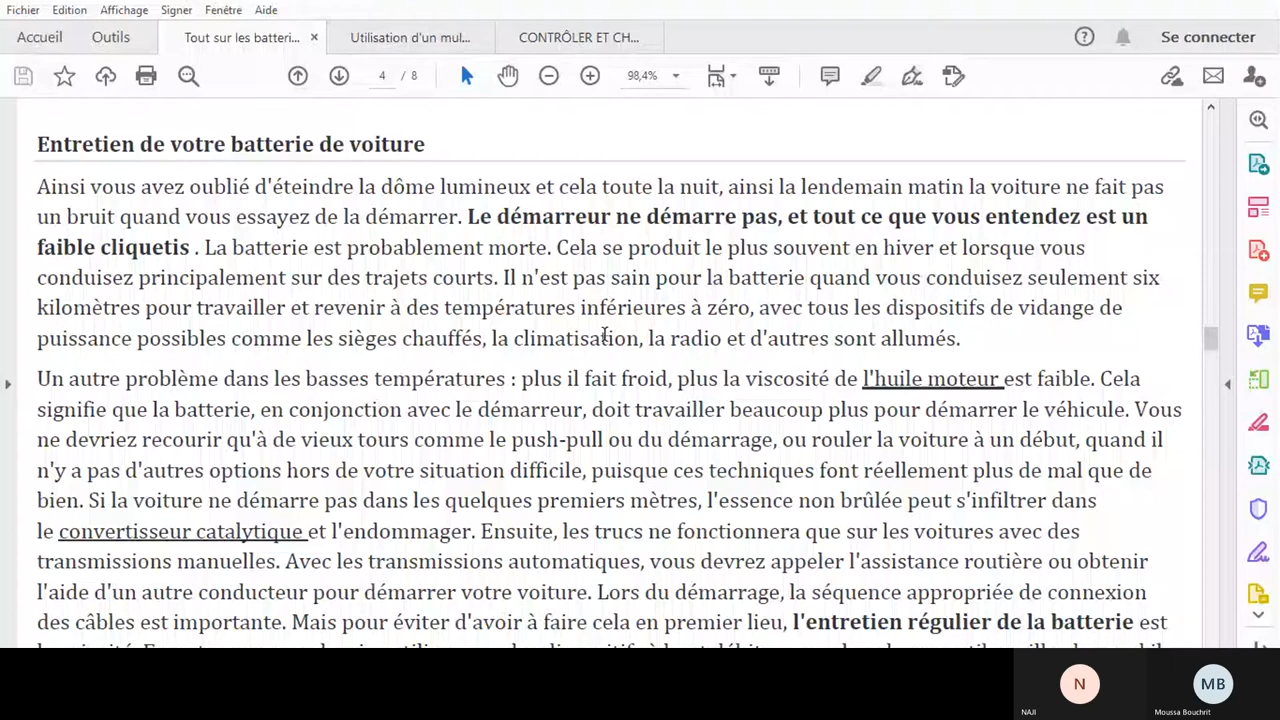 Fichier Edition Affichage Signer Fenêtre Aide
Accueil Outils Tout sur les batteri... × Utilisation d'un mul... CONTRÔLER ET CH... Se connecter
4 / 8 98,4%
Entretien de votre batterie de voiture
Ainsi vous avez oublié d'éteindre la dôme lumineux et cela toute la nuit, ainsi la lendemain matin la voiture ne fait pas
un bruit quand vous essayez de la démarrer. Le démarreur ne démarre pas, et tout ce que vous entendez est un
faible cliquetis . La batterie est probablement morte. Cela se produit le plus souvent en hiver et lorsque vous
conduisez principalement sur des trajets courts. Il n'est pas sain pour la batterie quand vous conduisez seulement six
kilomètres pour travailler et revenir à des températures inférieures à zéro, avec tous les dispositifs de vidange de
puissance possibles comme les sièges chauffés, la climatisation, la radio et d'autres sont allumés.
Un autre problème dans les basses températures : plus il fait froid, plus la viscosité de l'huile moteur est faible. Cela
signifie que la batterie, en conjonction avec le démarreur, doit travailler beaucoup plus pour démarrer le véhicule. Vous
ne devriez recourir qu'à de vieux tours comme le push-pull ou du démarrage, ou rouler la voiture à un début, quand il
n'y a pas d'autres options hors de votre situation difficile, puisque ces techniques font réellement plus de mal que de
bien. Si la voiture ne démarre pas dans les quelques premiers mètres, l'essence non brûlée peut s'infiltrer dans
le convertisseur catalytique et l'endommager. Ensuite, les trucs ne fonctionnera que sur les voitures avec des
transmissions manuelles. Avec les transmissions automatiques, vous devrez appeler l'assistance routière ou obtenir
l'aide d'un autre conducteur pour démarrer votre voiture. Lors du démarrage, la séquence appropriée de connexion
des câbles est importante. Mais pour éviter d'avoir à faire cela en premier lieu, l'entretien régulier de la batterie est
N MB
NAJI Moussa Bouchrit